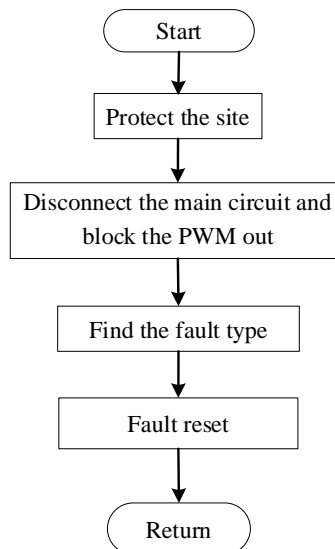 Start
Protect the site
Disconnect the main circuit and
block the PWM out
Find the fault type
Fault reset
Return